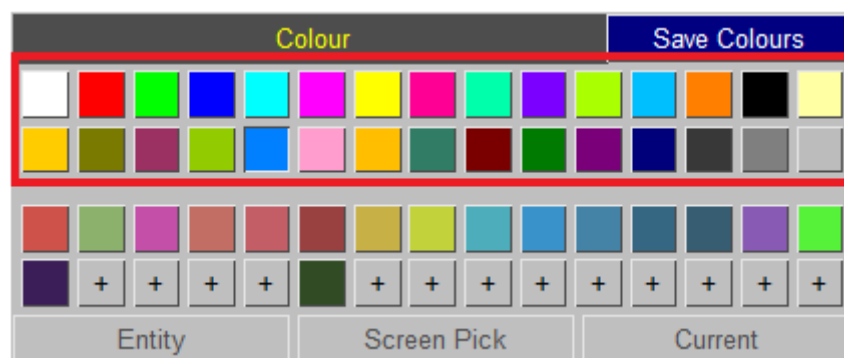 Colour Save Colours
+ + + + + + + + + + + + +
Entity Screen Pick Current